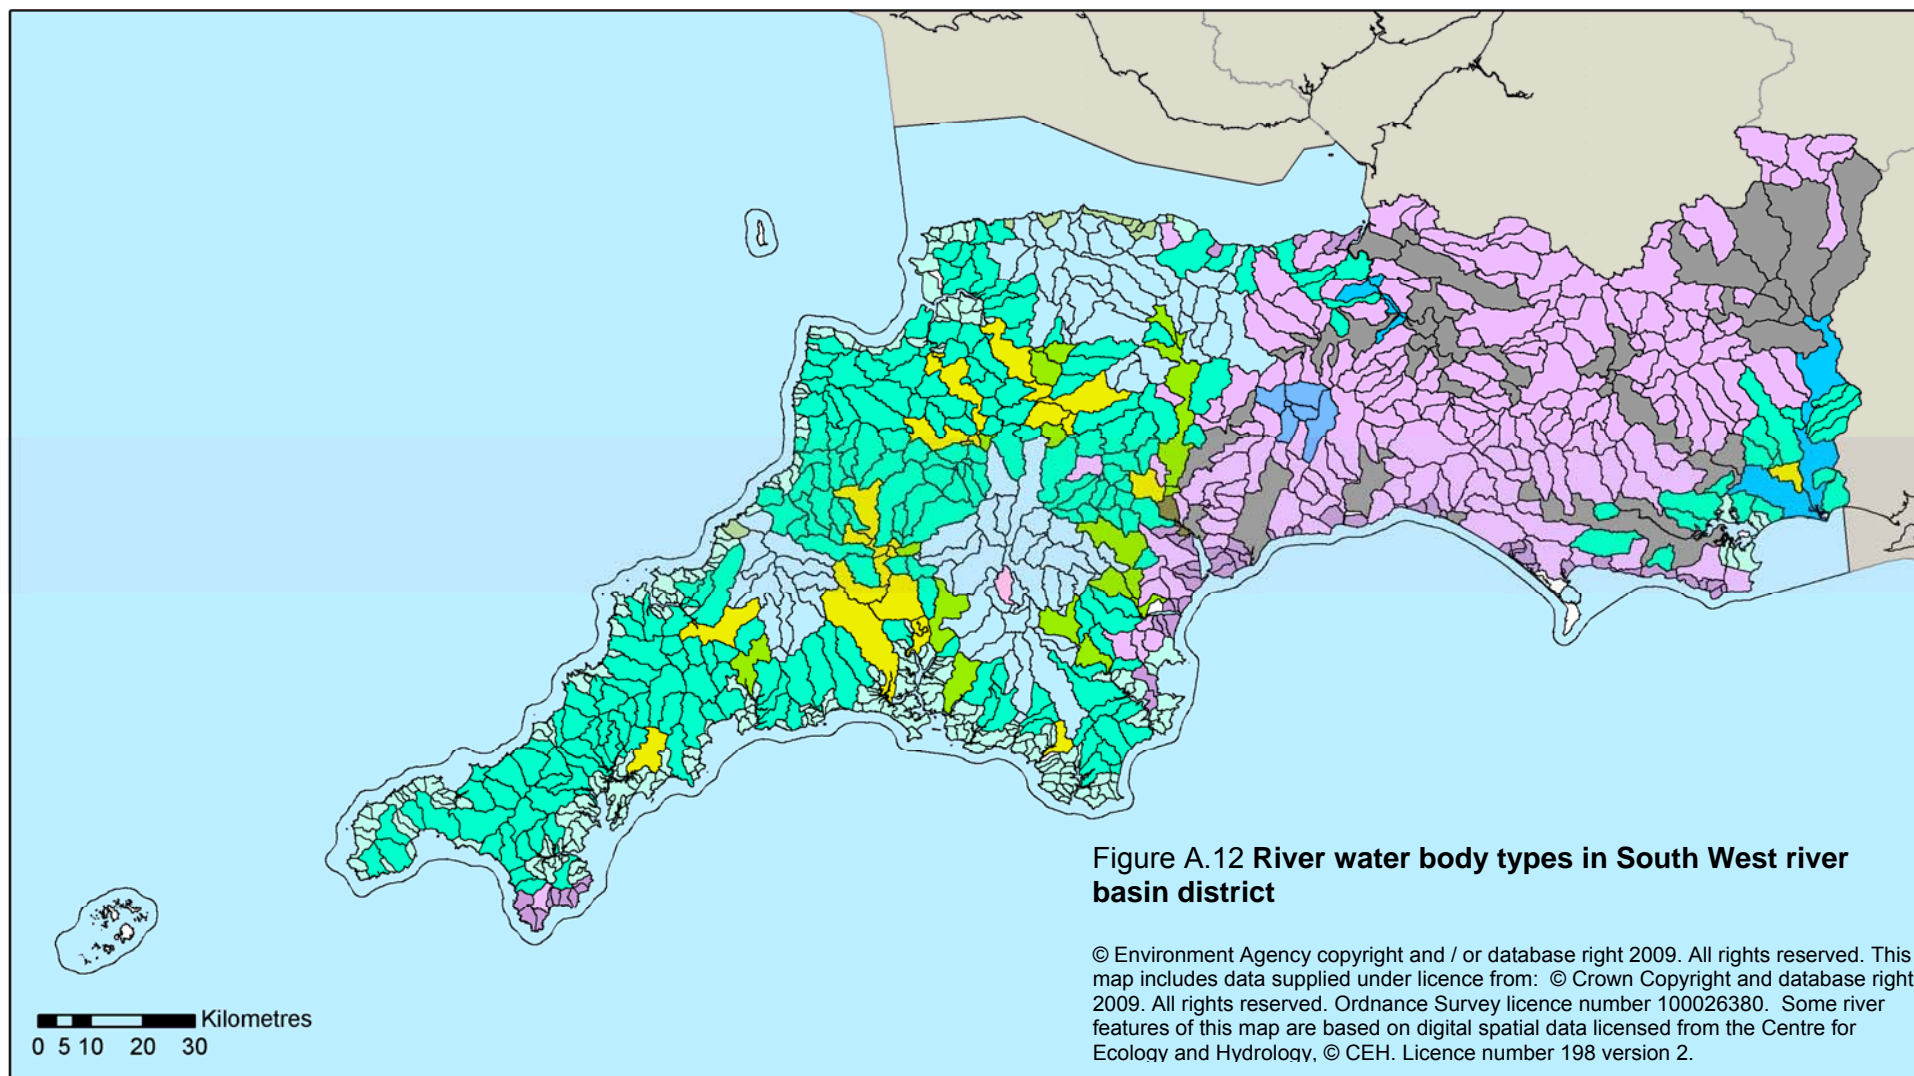 Figure A.12 River water body types in South West river
basin district
© Environment Agency copyright and / or database right 2009. All rights reserved. This
map includes data supplied under licence from:  © Crown Copyright and database right
2009. All rights reserved. Ordnance Survey licence number 100026380.  Some river
features of this map are based on digital spatial data licensed from the Centre for
Ecology and Hydrology, © CEH. Licence number 198 version 2.
Kilometres
0 5 10 20 30